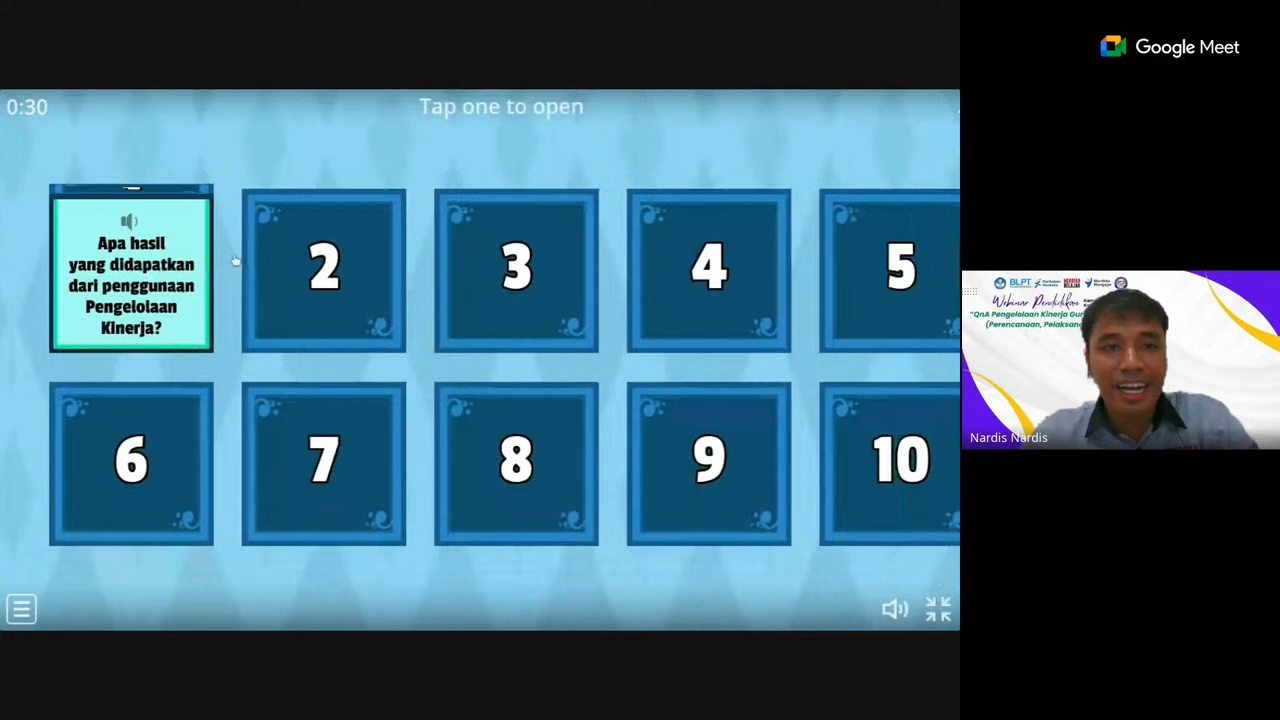 Google Meet
0:30
Tap one to open
Apa hasil
yang didapatkan
dari penggunaan
Pengelolaan
Kinerja?
2
3
4
5
6
7
8
9
10
BLPT
Webinar Pendidikan
"QnA Pengelolaan Kinerja Gur
(Perencanaan, Pelaksan
Nardis Nardis